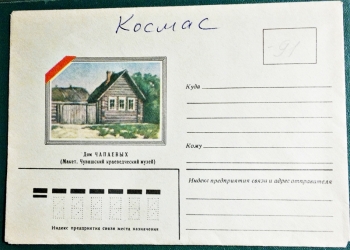 Космас
-91
Куда
Дом ЧАПАЕВЫХ
(Макет. Чувашский краеведческий музей)
Кому
Индекс предприятия связи и адрес отправителя
Индекс предприятия связи места назначения